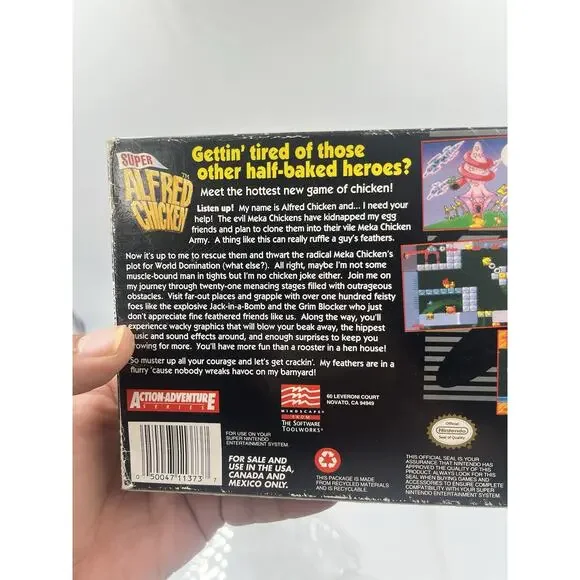 SUPER
ALFRED
CHICKEN™
Gettin' tired of those
other half-baked heroes?
Meet the hottest new game of chicken!
Listen up! My name is Alfred Chicken and... I need your
help! The evil Meka Chickens have kidnapped my egg
friends and plan to clone them into their vile Meka Chicken
Army. A thing like this can really ruffle a guy's feathers.
Now it's up to me to rescue them and thwart the radical Meka Chicken's
plot for World Domination (what else?). All right, maybe I'm not some
muscle-bound man in tights but I'm no chicken joke either. Join me on
my journey through twenty-one menacing stages filled with outrageous
obstacles. Visit far-out places and grapple with over one hundred feisty
foes like the explosive Jack-in-a-Bomb and the Grim Blocker who just
don't appreciate fine feathered friends like us. Along the way, you'll
experience wacky graphics that will blow your beak away, the hippest
music and sound effects around, and enough surprises to keep you
crowing for more. You'll have more fun than a rooster in a hen house!
So muster up all your courage and let's get crackin'. My feathers are in a
flurry 'cause nobody wreaks havoc on my barnyard!
ACTION-ADVENTURE
SERIES
MINDSCAPE
FROM
THE SOFTWARE
TOOLWORKS®
60 LEVERONI COURT
NOVATO, CA 94949
FOR USE ON YOUR
SUPER NINTENDO
ENTERTAINMENT SYSTEM.
FOR SALE AND
USE IN THE USA,
CANADA AND
MEXICO ONLY.
0 50047 11373 7
THIS PACKAGE IS MADE
FROM RECYCLED MATERIALS
AND IS RECYCLABLE.
Official
Nintendo
Seal of Quality
THIS OFFICIAL SEAL IS YOUR
ASSURANCE THAT NINTENDO HAS
APPROVED THE QUALITY OF THIS
PRODUCT. ALWAYS LOOK FOR THIS
SEAL WHEN BUYING GAMES AND
ACCESSORIES TO ENSURE COMPLETE
COMPATIBILITY WITH YOUR SUPER
NINTENDO ENTERTAINMENT SYSTEM.